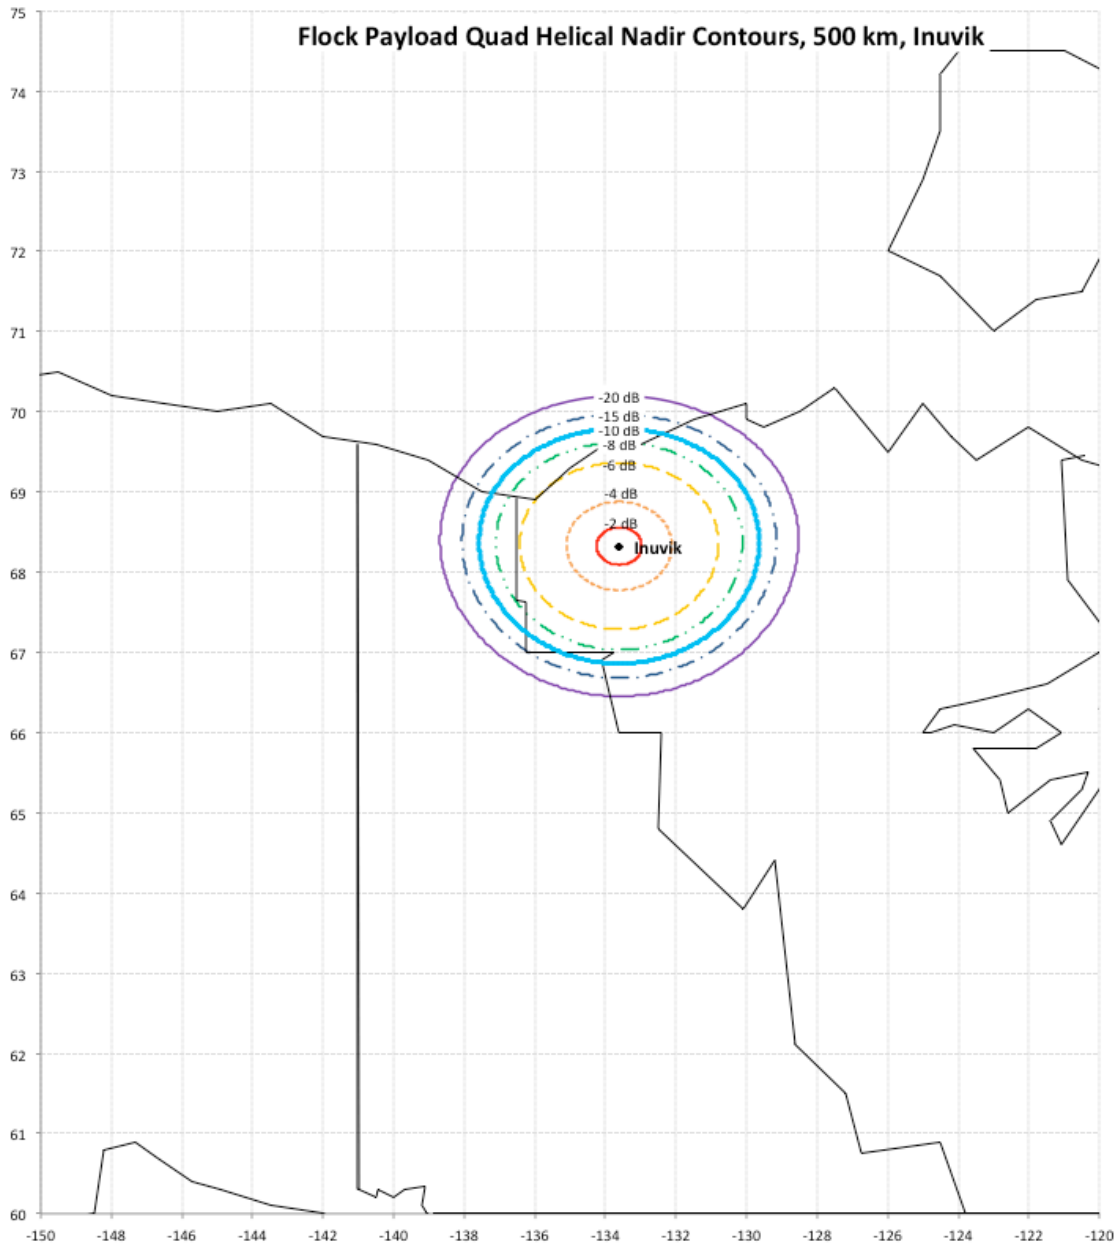 Flock Payload Quad Helical Nadir Contours, 500 km, Inuvik
75
74
73
72
71
70
69
68
67
66
65
64
63
62
61
60
-20 dB
-15 dB
-10 dB
-8 dB
-6 dB
-4 dB
-2 dB
Inuvik
-150 -148 -146 -144 -142 -140 -138 -136 -134 -132 -130 -128 -126 -124 -122 -120